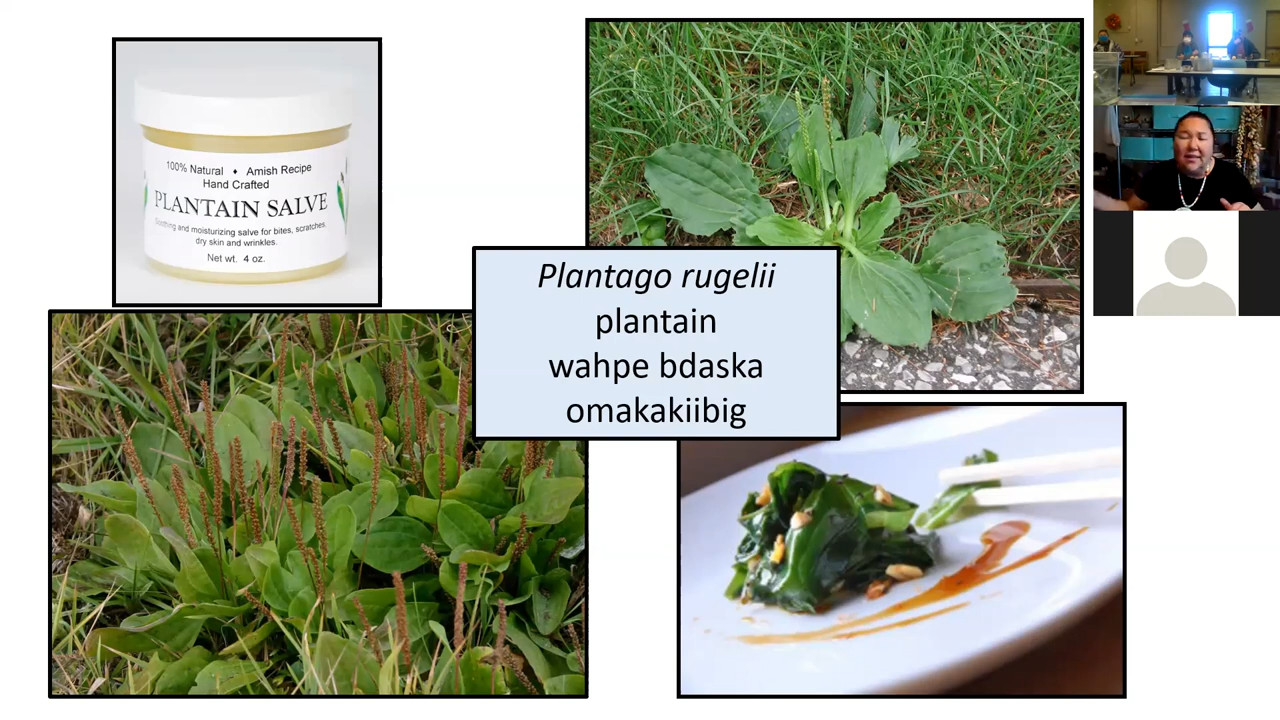 100% Natural ♦ Amish Recipe
Hand Crafted
PLANTAIN SALVE
Soothing and moisturizing salve for bites, scratches,
dry skin and wrinkles.
Net wt. 4 oz.
Plantago rugelii
plantain
wahpe bdaska
omakakiibig